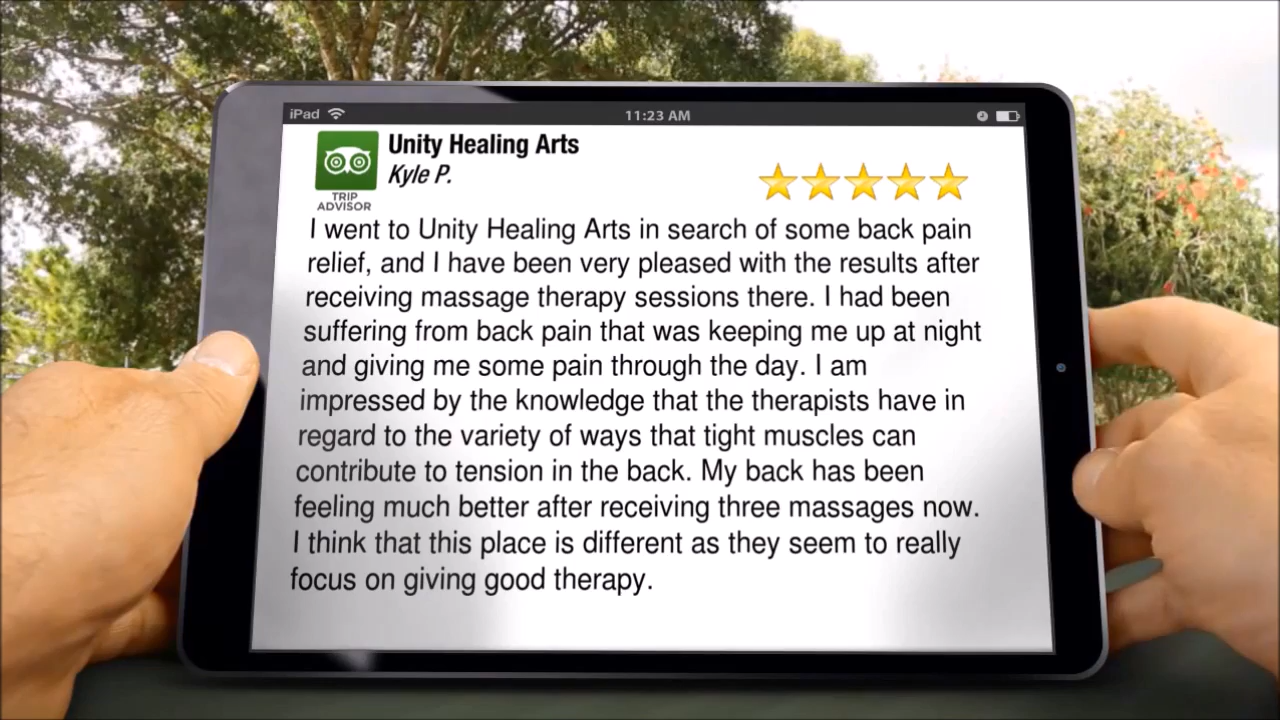 iPad 11:23 AM
Unity Healing Arts
Kyle P.
TRIP
ADVISOR
I went to Unity Healing Arts in search of some back pain
relief, and I have been very pleased with the results after
receiving massage therapy sessions there. I had been
suffering from back pain that was keeping me up at night
and giving me some pain through the day. I am
impressed by the knowledge that the therapists have in
regard to the variety of ways that tight muscles can
contribute to tension in the back. My back has been
feeling much better after receiving three massages now.
I think that this place is different as they seem to really
focus on giving good therapy.